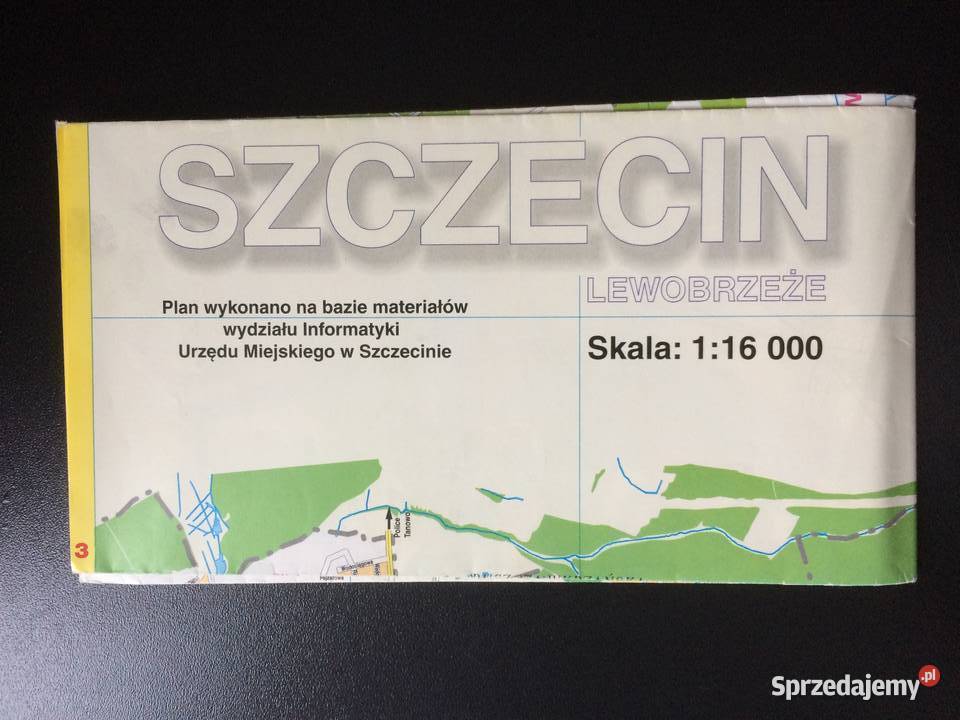 SZCZECIN
LEWOBRZEŻE
Plan wykonano na bazie materiałów
wydziału Informatyki
Urzędu Miejskiego w Szczecinie
Skala: 1:16 000
Police
Tanowo
3
Sprzedajemy.pl